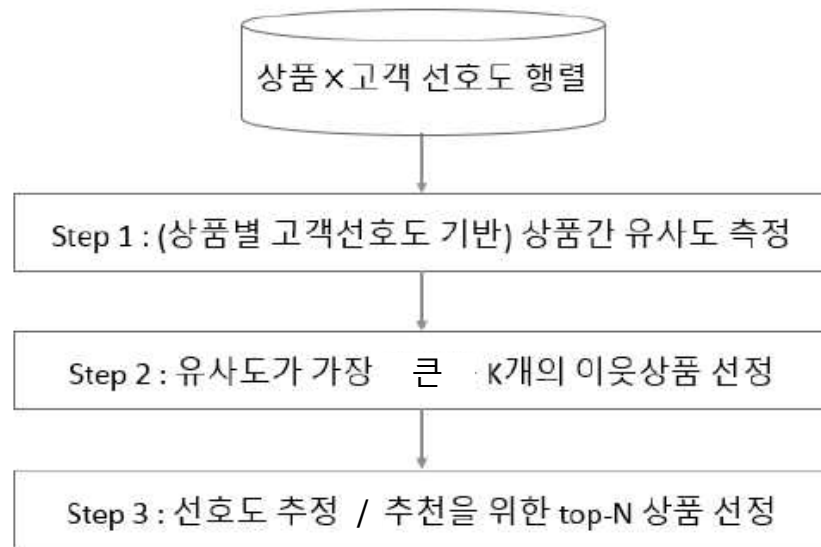 상품×고객 선호도 행렬
Step 1 : (상품별 고객선호도 기반) 상품간 유사도 측정
Step 2 : 유사도가 가장 큰 K개의 이웃상품 선정
Step 3 : 선호도 추정 / 추천을 위한 top-N 상품 선정